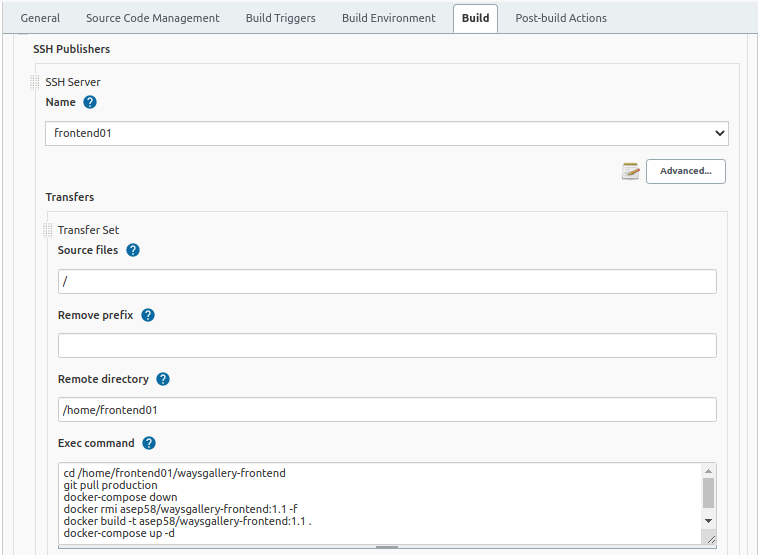 General Source Code Management Build Triggers Build Environment Build Post-build Actions
SSH Publishers
SSH Server
Name ?
frontend01
Advanced...
Transfers
Transfer Set
Source files ?
/
Remove prefix ?
Remote directory ?
/home/frontend01
Exec command ?
cd /home/frontend01/waysgallery-frontend
git pull production
docker-compose down
docker rmi asep58/waysgallery-frontend:1.1 -f
docker build -t asep58/waysgallery-frontend:1.1 .
docker-compose up -d